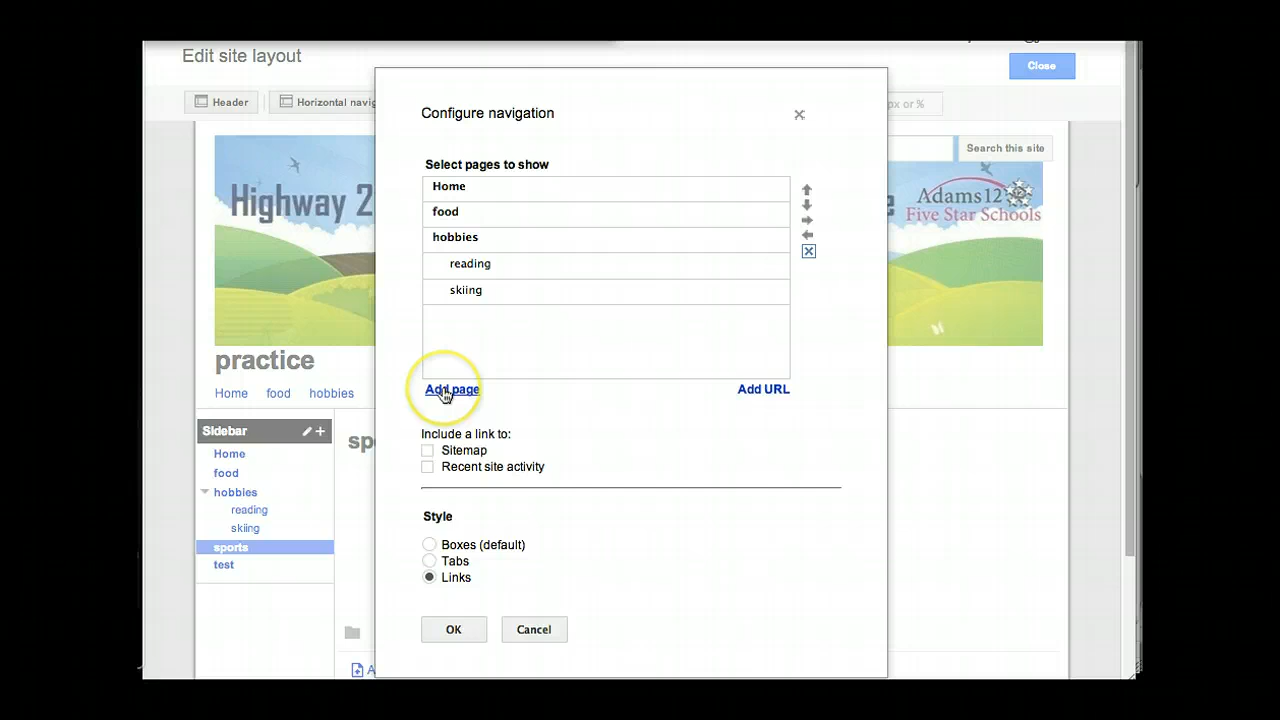 Edit site layout
Close
Header
Horizontal navig
px or %
Configure navigation
Search this site
Select pages to show
Home
food
hobbies
reading
skiing
Highway 2
e
Adams12
Five Star Schools
practice
Home food hobbies
Add page
Add URL
Sidebar
Home
food
hobbies
reading
skiing
sports
test
sp
Include a link to:
Sitemap
Recent site activity
Style
Boxes (default)
Tabs
Links
OK
Cancel
A